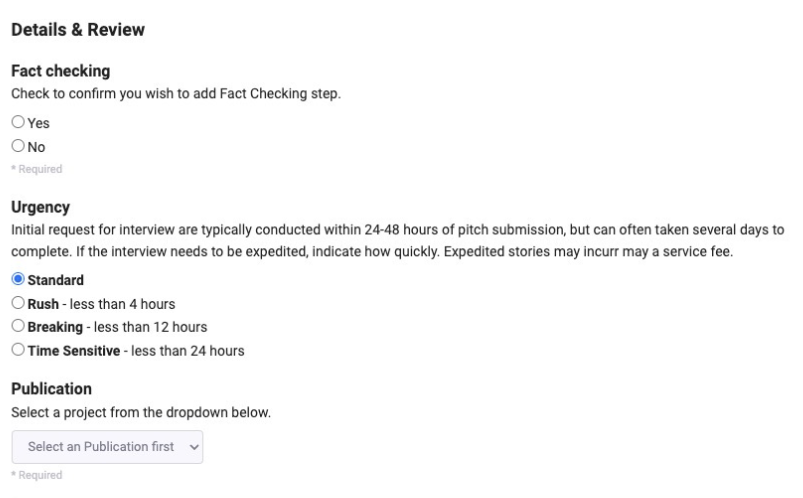 Details & Review
Fact checking
Check to confirm you wish to add Fact Checking step.
Yes
No
* Required
Urgency
Initial request for interview are typically conducted within 24-48 hours of pitch submission, but can often taken several days to
complete. If the interview needs to be expedited, indicate how quickly. Expedited stories may incurr may a service fee.
Standard
Rush - less than 4 hours
Breaking - less than 12 hours
Time Sensitive - less than 24 hours
Publication
Select a project from the dropdown below.
Select an Publication first
* Required